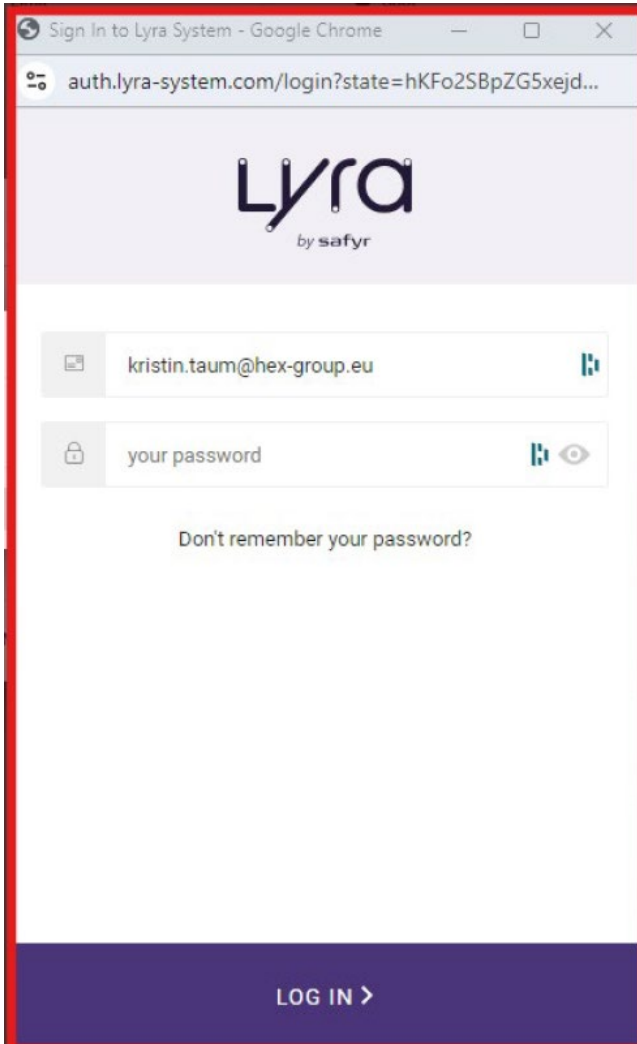 Sign In to Lyra System - Google Chrome
auth.lyra-system.com/login?state=hKFo2SBpZG5xejd...
Lyra
by safyr
kristin.taum@hex-group.eu
your password
Don't remember your password?
LOG IN